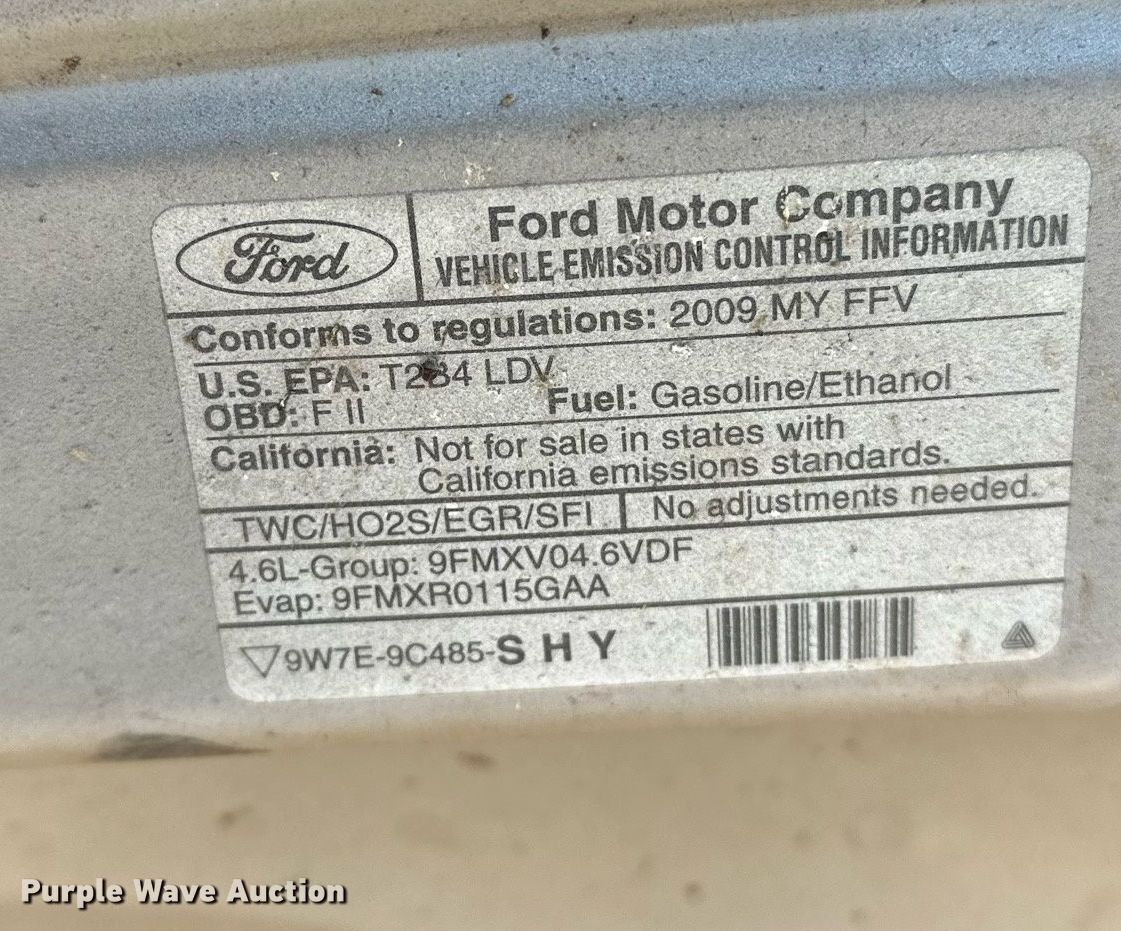 Ford
Ford Motor Company
VEHICLE EMISSION CONTROL INFORMATION
Conforms to regulations: 2009 MY FFV
U.S. EPA: T2B4 LDV
OBD: F II
Fuel: Gasoline/Ethanol
California: Not for sale in states with
California emissions standards.
TWC/HO2S/EGR/SFI
No adjustments needed.
4.6L-Group: 9FMXV04.6VDF
Evap: 9FMXR0115GAA
9W7E-9C485-SHY
Purple Wave Auction